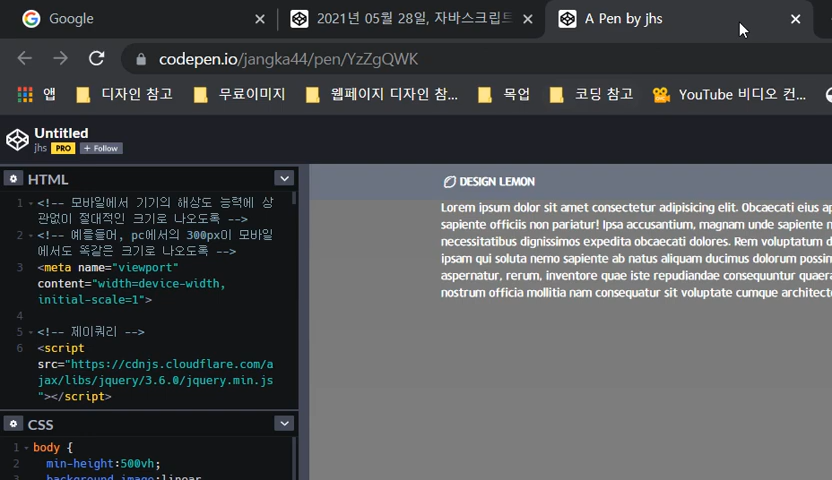 Google
2021년 05월 28일, 자바스크립트
A Pen by jhs
codepen.io/jangka44/pen/YzZgQWK
앱
디자인 참고
무료이미지
웹페이지 디자인 참...
목업
코딩 참고
YouTube 비디오 컨...
Untitled
jhs PRO + Follow
HTML
1 <!-- 모바일에서 기기의 해상도 능력에 상
관없이 절대적인 크기로 나오도록 -->
2 <!-- 예를들어, pc에서의 300px이 모바일
에서도 똑같은 크기로 나오도록 -->
3 <meta name="viewport"
content="width=device-width,
initial-scale=1">
4
5 <!-- 제이쿼리 -->
6 <script
src="https://cdnjs.cloudflare.com/a
jax/libs/jquery/3.6.0/jquery.min.js
"></script>
CSS
1 body {
2 min-height:500vh;
3 background-image:linear
DESIGN LEMON
Lorem ipsum dolor sit amet consectetur adipisicing elit. Obcaecati eius ap
sapiente officiis non pariatur! Ipsa accusantium, magnam unde sapiente n
necessitatibus dignissimos expedita obcaecati dolores. Rem voluptatum d
ipsam qui soluta nemo sapiente ab natus aliquam ducimus dolorum possim
aspernatur, rerum, inventore quae iste repudiandae consequuntur quaera
nostrum officia mollitia nam consequatur sit voluptate cumque architecto